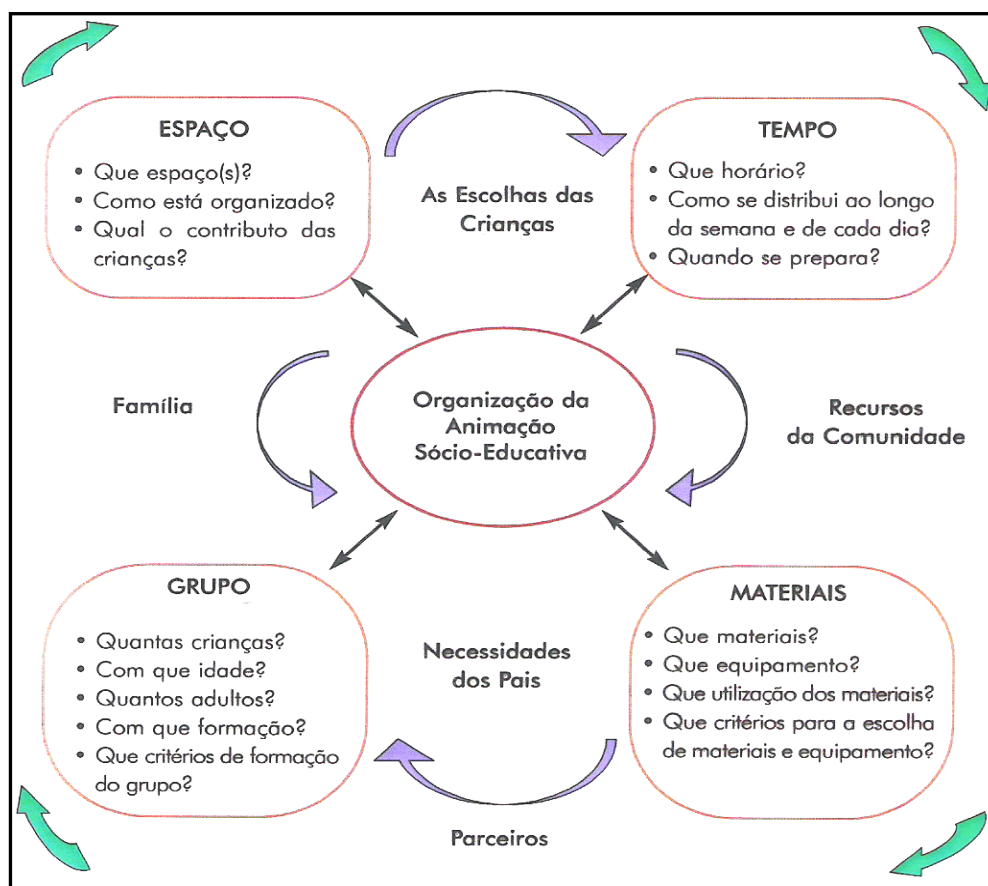 ESPAÇO
• Que espaço(s)?
• Como está organizado?
• Qual o contributo das
crianças?
As Escolhas das
Crianças
TEMPO
• Que horário?
• Como se distribui ao longo
da semana e de cada dia?
• Quando se prepara?
Família
Organização da
Animação
Sócio-Educativa
Recursos
da Comunidade
GRUPO
• Quantas crianças?
• Com que idade?
• Quantos adultos?
• Com que formação?
• Que critérios de formação
do grupo?
Necessidades
dos Pais
MATERIAIS
• Que materiais?
• Que equipamento?
• Que utilização dos materiais?
• Que critérios para a escolha
de materiais e equipamento?
Parceiros